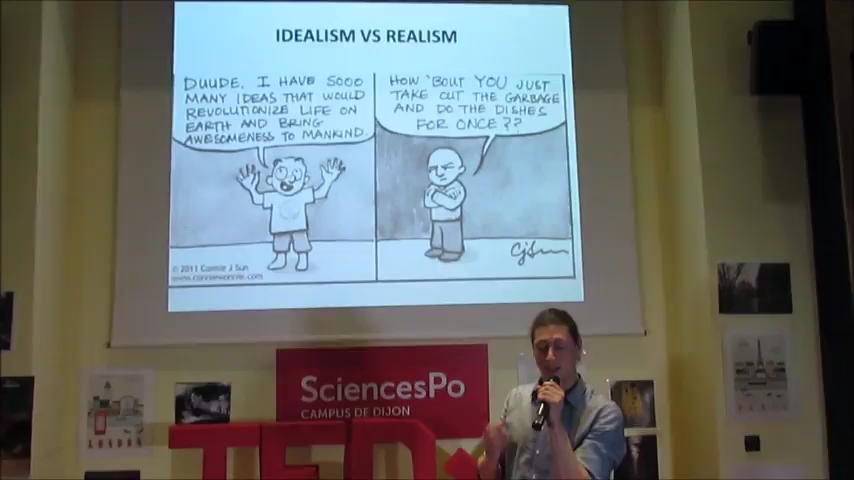 IDEALISM VS REALISM
DUUDE. I HAVE SOOO
MANY IDEAS THAT WOULD
REVOLUTIONIZE LIFE ON
EARTH AND BRING
AWESOMENESS TO MANKIND.
HOW 'BOUT YOU JUST
TAKE OUT THE GARBAGE
AND DO THE DISHES
FOR ONCE??
© 2011 Connie J Sun
SciencesPo
CAMPUS DE DIJON
LONDON
TEDx